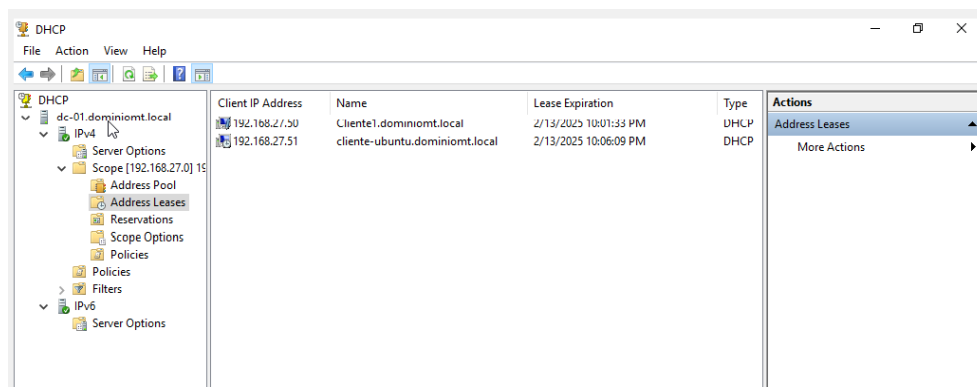 DHCP
File Action View Help
DHCP
dc-01.dominiomt.local
IPv4
Server Options
Scope [192.168.27.0] 19
Address Pool
Address Leases
Reservations
Scope Options
Policies
Policies
Filters
IPv6
Server Options
Client IP Address Name Lease Expiration Type
192.168.27.50 Cliente1.dominiomt.local 2/13/2025 10:01:33 PM DHCP
192.168.27.51 cliente-ubuntu.dominiomt.local 2/13/2025 10:06:09 PM DHCP
Actions
Address Leases
More Actions